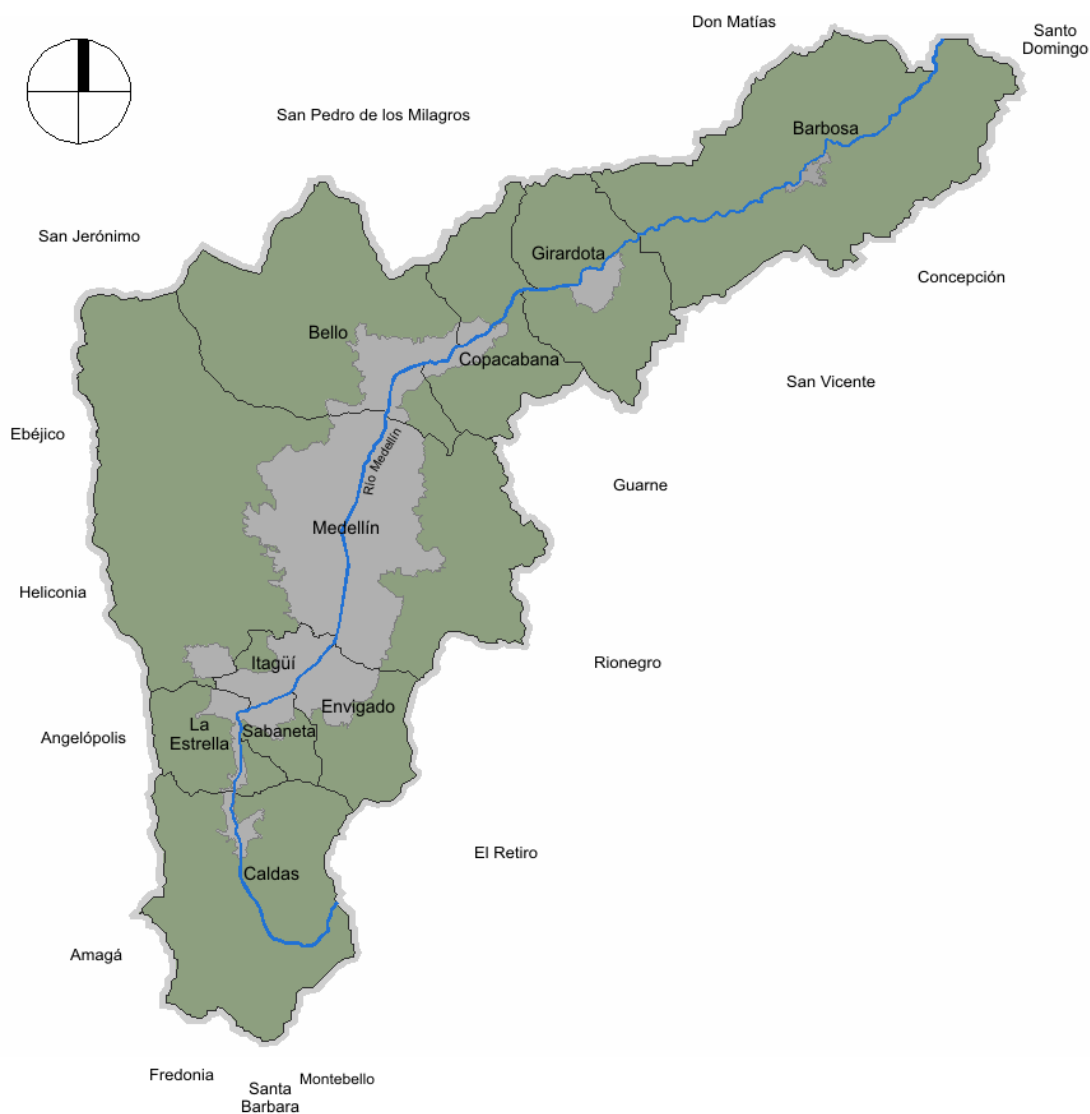 Don Matías
Santo
Domingo
San Pedro de los Milagros
Barbosa
San Jerónimo
Girardota
Concepción
Bello
Copacabana
San Vicente
Ebéjico
Río Medellín
Guarne
Medellín
Heliconia
Itagüí
Rionegro
Envigado
La
Estrella
Sabaneta
Angelópolis
El Retiro
Caldas
Amagá
Fredonia
Santa
Barbara
Montebello